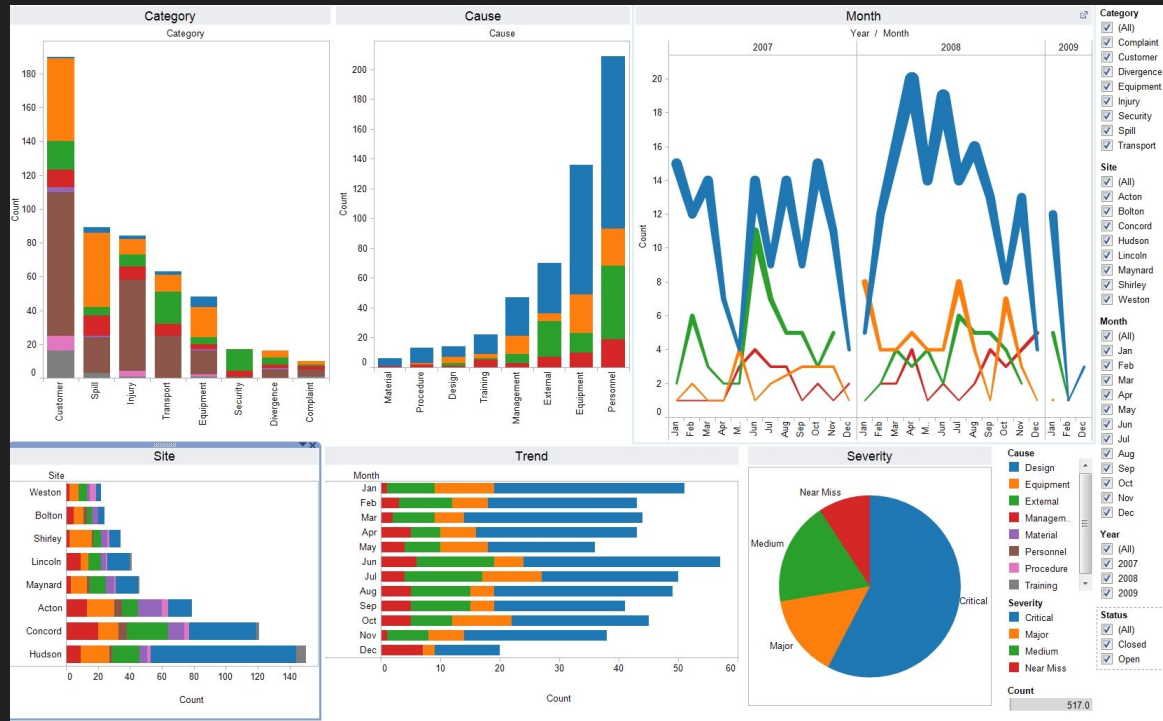 Category
Category
Count
180
160
140
120
100
80
60
40
20
0
Customer
Spill
Injury
Transport
Equipment
Security
Divergence
Complaint
Cause
Cause
Count
200
180
160
140
120
100
80
60
40
20
0
Material
Procedure
Design
Training
Management
External
Equipment
Personnel
Month
Year / Month
2007 2008 2009
Count
20
18
16
14
12
10
8
6
4
2
0
Jan Feb Mar Apr M.. Jun Jul Aug Sep Oct Nov Dec Jan Feb Mar Apr M.. Jun Jul Aug Sep Oct Nov Dec Jan Feb Dec
Category
(All)
Complaint
Customer
Divergence
Equipment
Injury
Security
Spill
Transport
Site
(All)
Acton
Bolton
Concord
Hudson
Lincoln
Maynard
Shirley
Weston
Month
(All)
Jan
Feb
Mar
Apr
May
Jun
Jul
Aug
Sep
Oct
Nov
Dec
Year
(All)
2007
2008
2009
Status
(All)
Closed
Open
Site
Site
Weston
Bolton
Shirley
Lincoln
Maynard
Acton
Concord
Hudson
0 20 40 60 80 100 120 140
Count
Trend
Month
Jan
Feb
Mar
Apr
May
Jun
Jul
Aug
Sep
Oct
Nov
Dec
0 10 20 30 40 50 60
Count
Severity
Near Miss
Medium
Major
Critical
Cause
Design
Equipment
External
Managem..
Material
Personnel
Procedure
Training
Severity
Critical
Major
Medium
Near Miss
Count
517.0